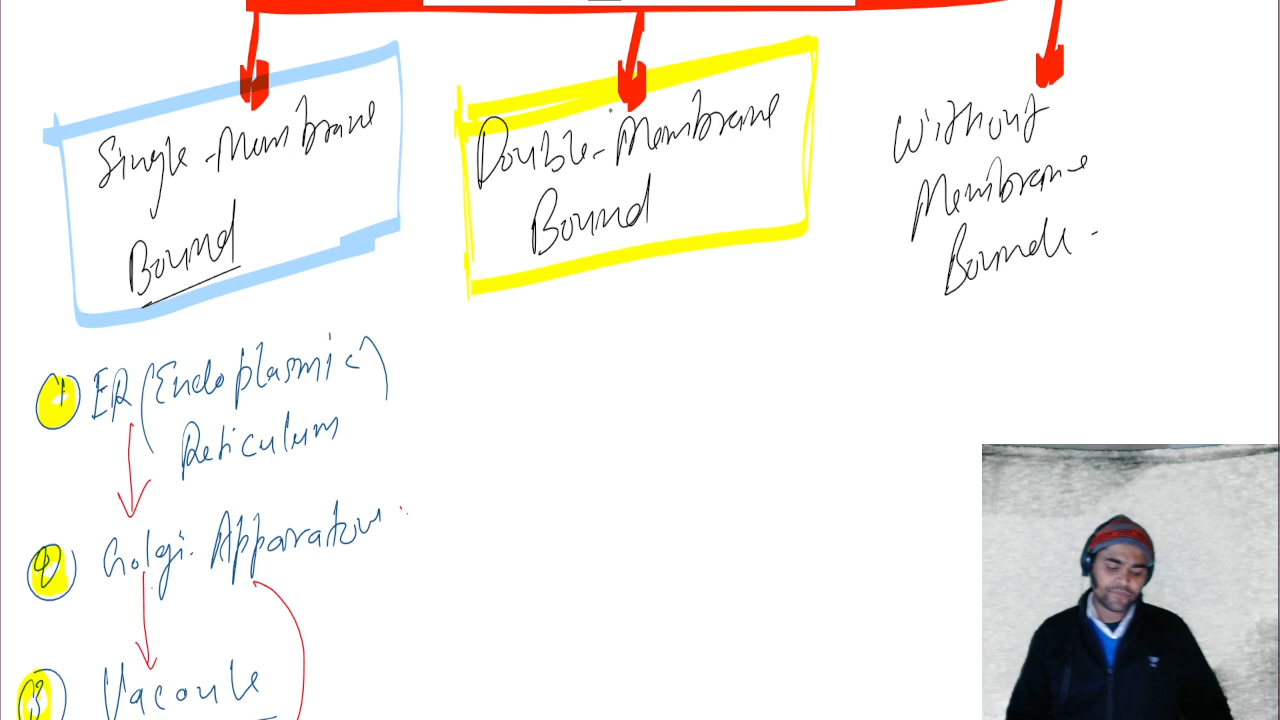 Single-Membrane
Bound
Double-Membrane
Bound
Without
Membrane
Bound.
1 ER (Endoplasmic
Reticulum)
2 Golgi. Apparatus.
3 Vacoule